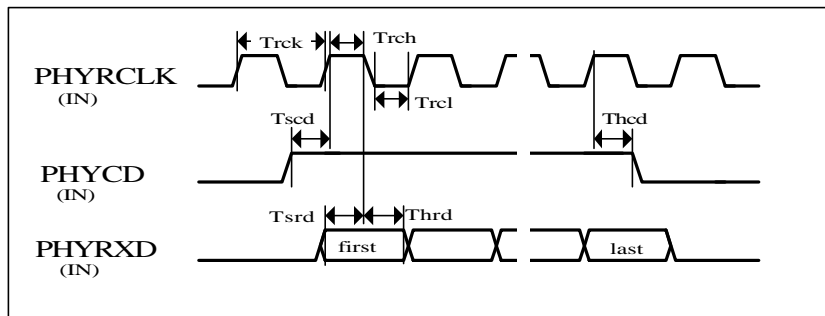 Trck
Trch
PHYRCLK
(IN)
Trcl
Tscd
Thcd
PHYCD
(IN)
Tsrd
Thrd
PHYRXD
first
last
(IN)